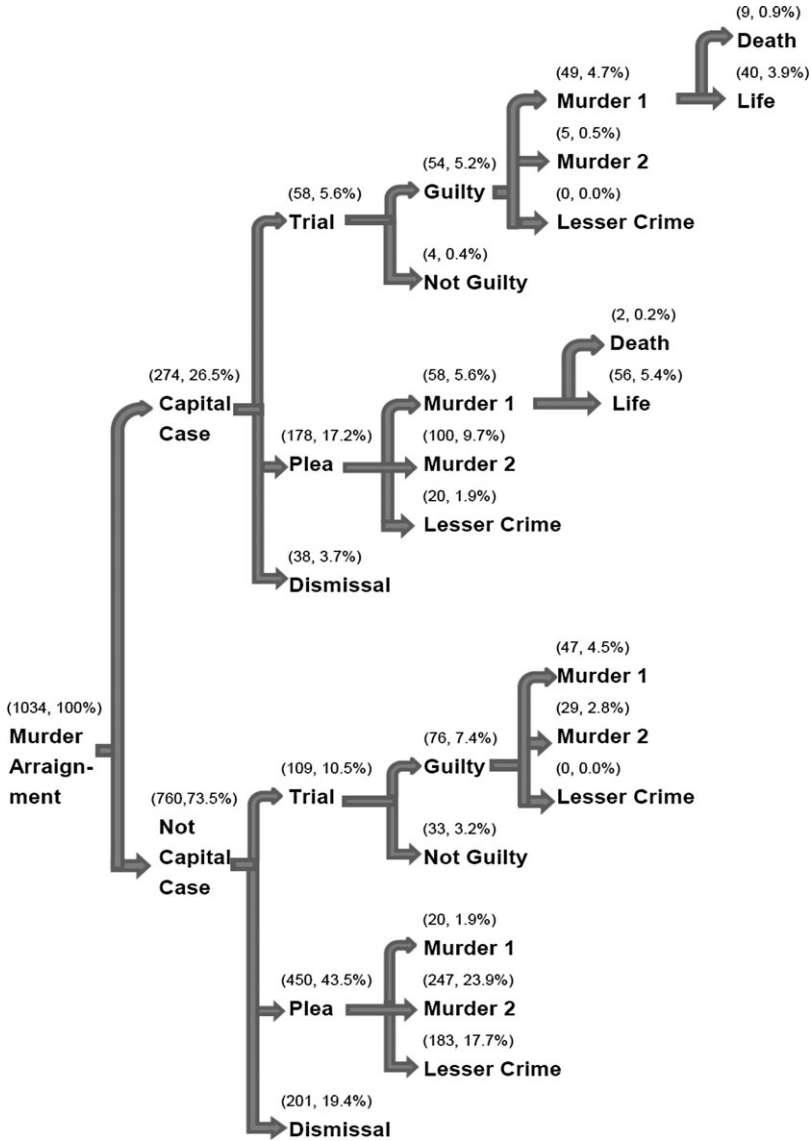 (9, 0.9%)
Death
(49, 4.7%)
(40, 3.9%)
Murder 1
Life
(5, 0.5%)
(54, 5.2%)
Murder 2
(58, 5.6%)
Guilty
(0, 0.0%)
Trial
Lesser Crime
(4, 0.4%)
Not Guilty
(2, 0.2%)
Death
(274, 26.5%)
(58, 5.6%)
(56, 5.4%)
Capital
Case
Murder 1
Life
(178, 17.2%)
(100, 9.7%)
Plea
Murder 2
(20, 1.9%)
Lesser Crime
(38, 3.7%)
Dismissal
(47, 4.5%)
Murder 1
(1034, 100%)
Murder
Arraign-
ment
(29, 2.8%)
(76, 7.4%)
Murder 2
(109, 10.5%)
Guilty
(0, 0.0%)
(760,73.5%)
Trial
Lesser Crime
Not
Capital
Case
(33, 3.2%)
Not Guilty
(20, 1.9%)
Murder 1
(450, 43.5%)
(247, 23.9%)
Plea
Murder 2
(183, 17.7%)
Lesser Crime
(201, 19.4%)
Dismissal